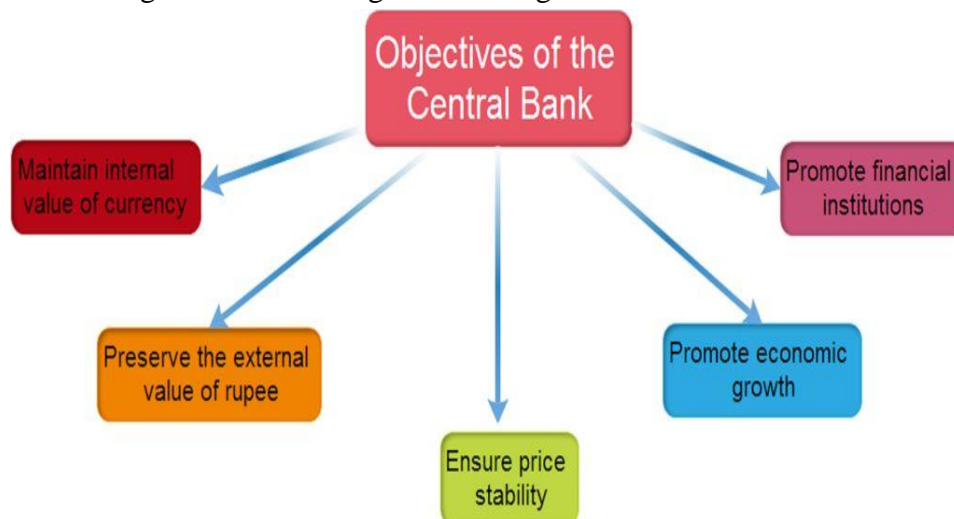 Objectives of the
Central Bank
Maintain internal
value of currency
Promote financial
institutions
Preserve the external
value of rupee
Promote economic
growth
Ensure price
stability